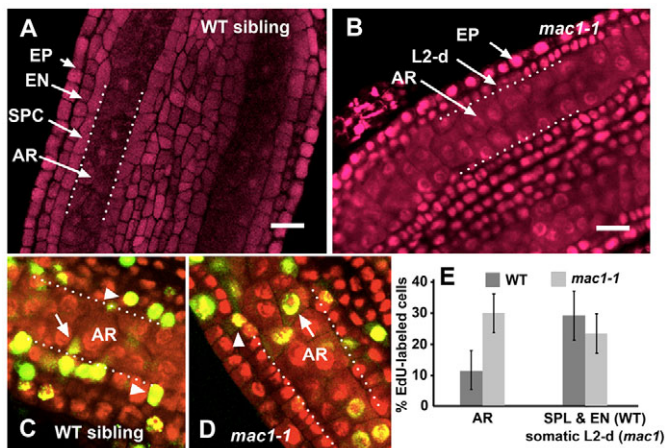 A
WT sibling
EP
EN
SPC
AR
B
mac1-1
EP
L2-d
AR
C
AR
WT sibling
D
AR
mac1-1
E
WT
mac1-1
% EdU-labeled cells
40
30
20
10
0
AR
SPL & EN (WT)
somatic L2-d (mac1)